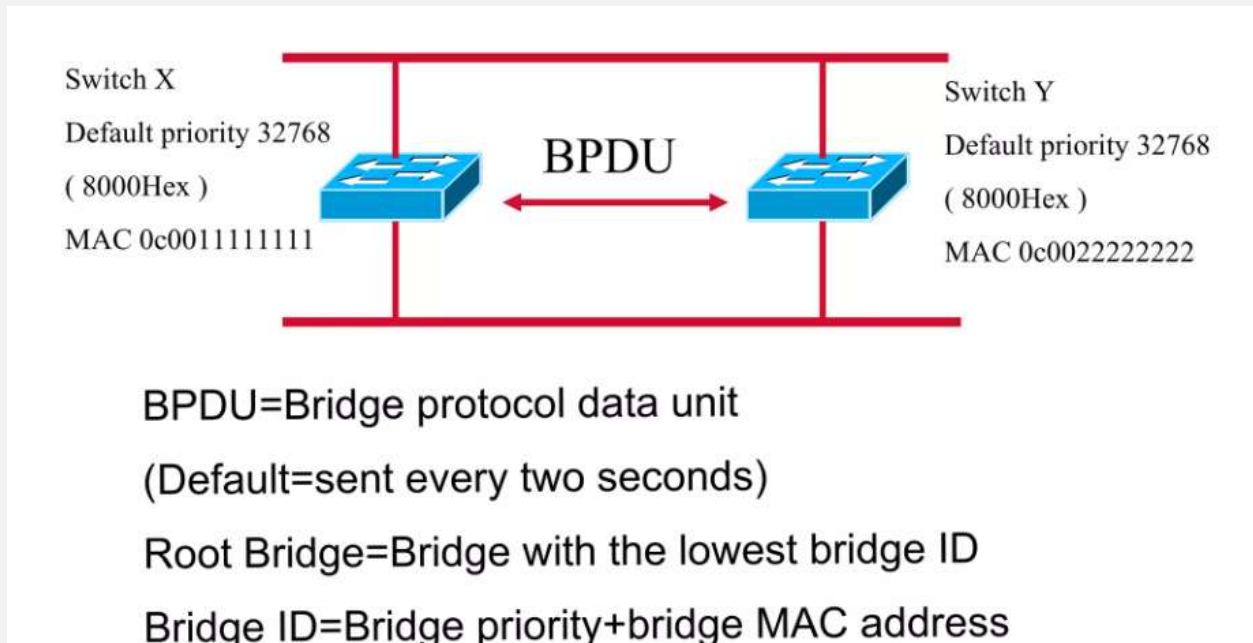 Switch X
Default priority 32768
( 8000Hex )
MAC 0c0011111111
BPDU
Switch Y
Default priority 32768
( 8000Hex )
MAC 0c0022222222
BPDU=Bridge protocol data unit
(Default=sent every two seconds)
Root Bridge=Bridge with the lowest bridge ID
Bridge ID=Bridge priority+bridge MAC address